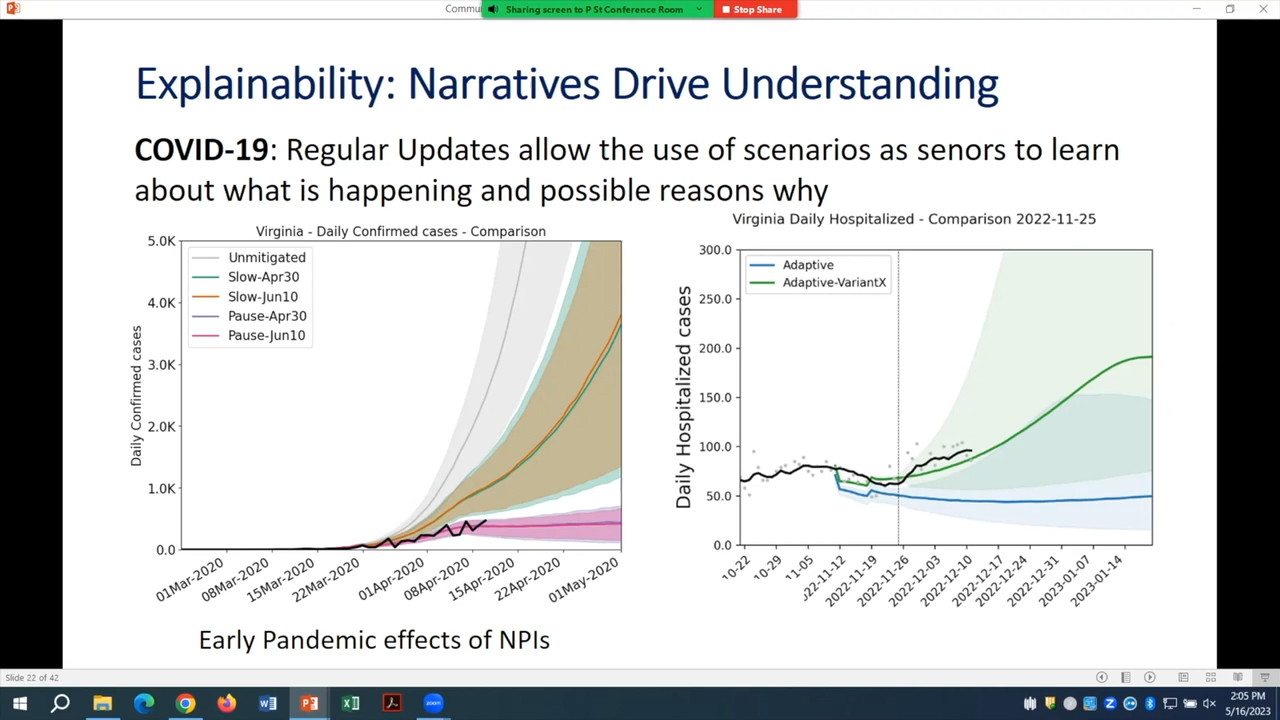 Commu
Sharing screen to P St Conference Room
Stop Share
Explainability: Narratives Drive Understanding
COVID-19: Regular Updates allow the use of scenarios as senors to learn
about what is happening and possible reasons why
Virginia - Daily Confirmed cases - Comparison
5.0K
4.0K
3.0K
2.0K
1.0K
0.0
Daily Confirmed cases
Unmitigated
Slow-Apr30
Slow-Jun10
Pause-Apr30
Pause-Jun10
01Mar-2020
08Mar-2020
15Mar-2020
22Mar-2020
01Apr-2020
08Apr-2020
15Apr-2020
22Apr-2020
01May-2020
Early Pandemic effects of NPIs
Virginia Daily Hospitalized - Comparison 2022-11-25
300.0
250.0
200.0
150.0
100.0
50.0
0.0
Daily Hospitalized cases
Adaptive
Adaptive-VariantX
10-22
10-29
11-05
022-11-12
2022-11-19
2022-11-26
2022-12-03
2022-12-10
2022-12-17
2022-12-24
2022-12-31
2023-01-07
2023-01-14
Slide 22 of 42
2:05 PM
5/16/2023